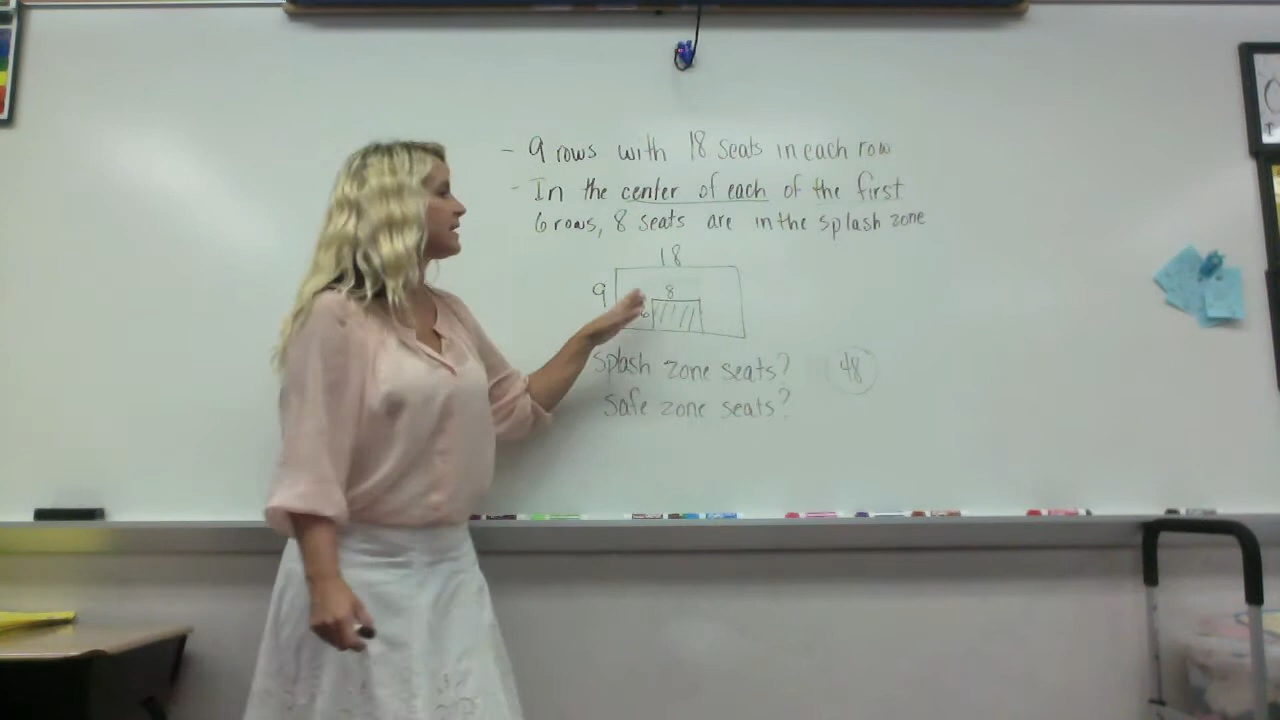 - 9 rows with 18 seats in each row
- In the center of each of the first
6 rows, 8 seats are in the splash zone
18
9
8
6
splash zone seats? 48
safe zone seats?